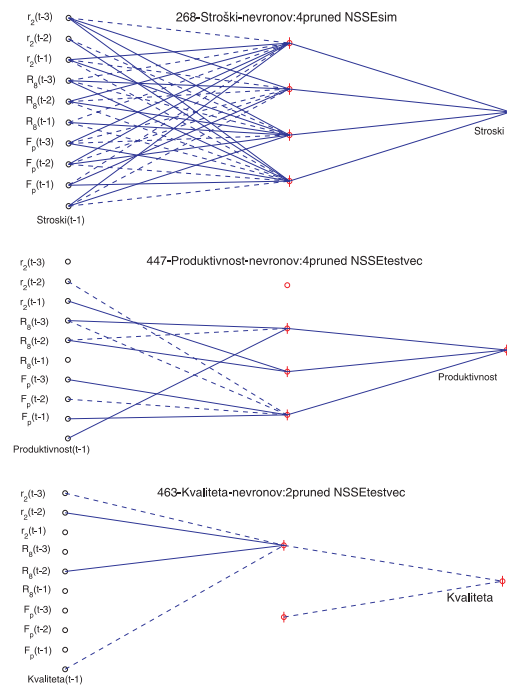 268-Stroški-nevronov:4pruned NSSEsim
r2(t-3)
r2(t-2)
r2(t-1)
R8(t-3)
R8(t-2)
R8(t-1)
Fp(t-3)
Fp(t-2)
Fp(t-1)
Stroski(t-1)
Stroski
447-Produktivnost-nevronov:4pruned NSSEtestvec
r2(t-3)
r2(t-2)
r2(t-1)
R8(t-3)
R8(t-2)
R8(t-1)
Fp(t-3)
Fp(t-2)
Fp(t-1)
Produktivnost(t-1)
Produktivnost
463-Kvaliteta-nevronov:2pruned NSSEtestvec
r2(t-3)
r2(t-2)
r2(t-1)
R8(t-3)
R8(t-2)
R8(t-1)
Fp(t-3)
Fp(t-2)
Fp(t-1)
Kvaliteta(t-1)
Kvaliteta